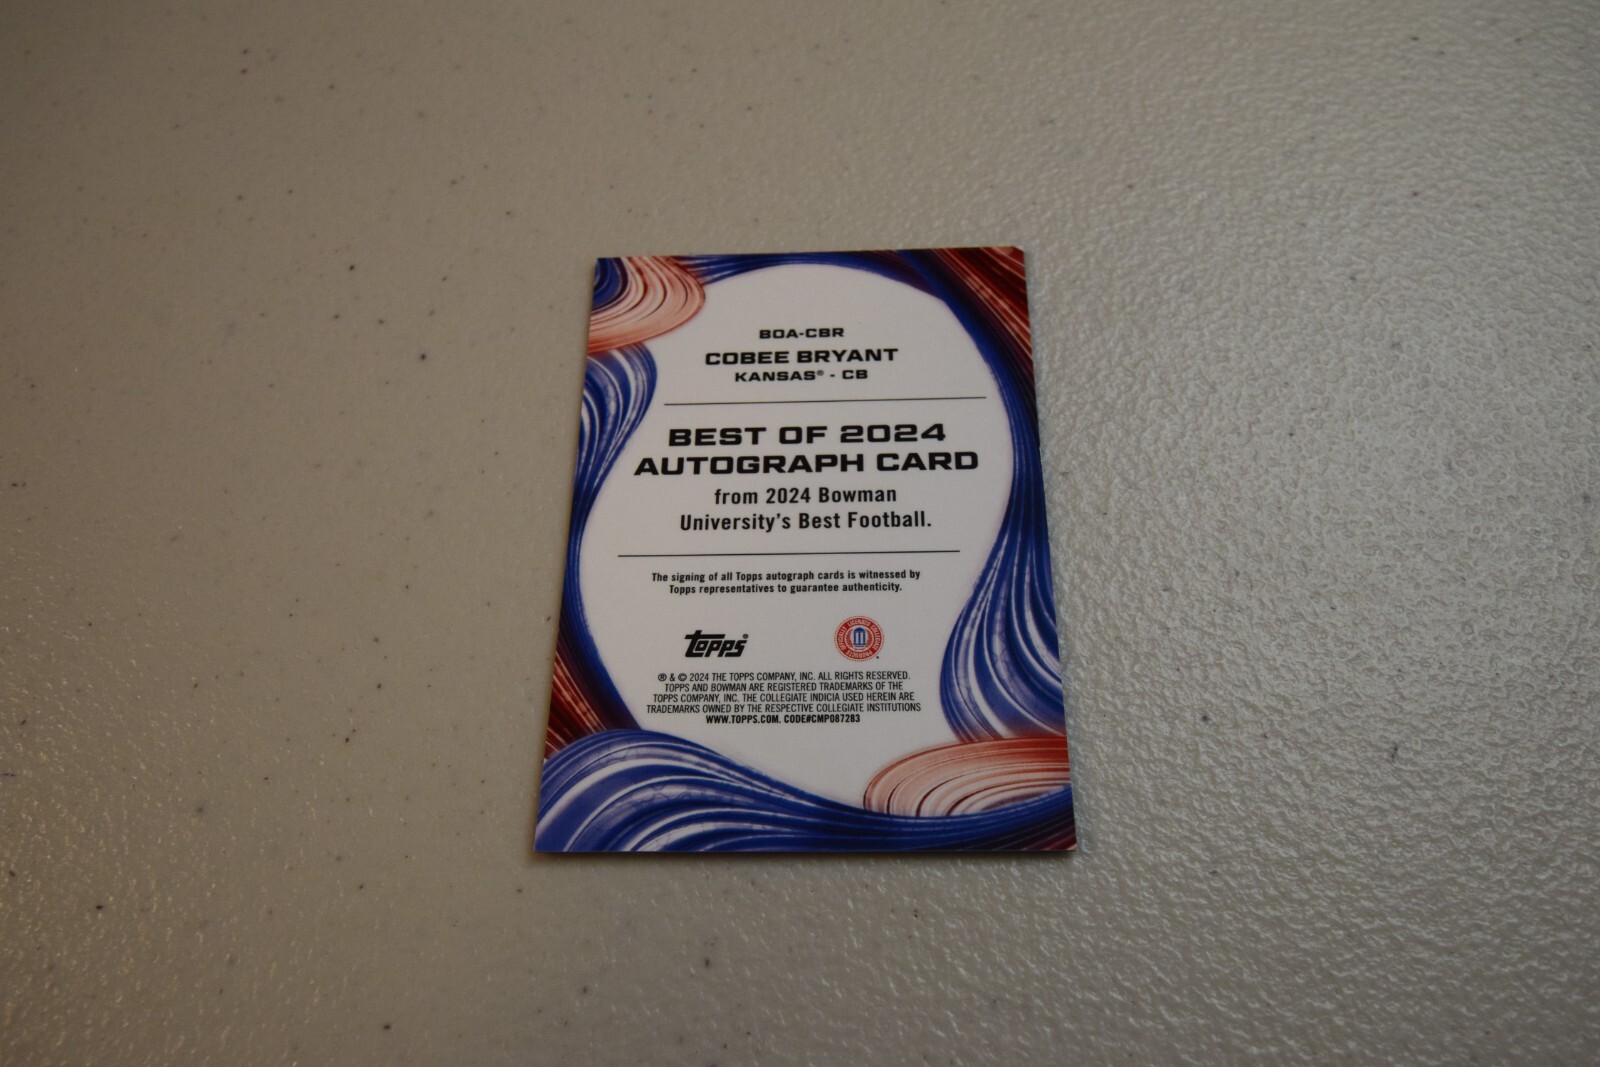 BOA-CBR
COBEE BRYANT
KANSAS® - CB
BEST OF 2024
AUTOGRAPH CARD
from 2024 Bowman
University's Best Football.
The signing of all Topps autograph cards is witnessed by
Topps representatives to guarantee authenticity.
topps®
® & © 2024 THE TOPPS COMPANY, INC. ALL RIGHTS RESERVED.
TOPPS AND BOWMAN ARE REGISTERED TRADEMARKS OF THE
TOPPS COMPANY, INC. THE COLLEGIATE INDICIA USED HEREIN ARE
TRADEMARKS OWNED BY THE RESPECTIVE COLLEGIATE INSTITUTIONS
WWW.TOPPS.COM. CODE#CMP087283